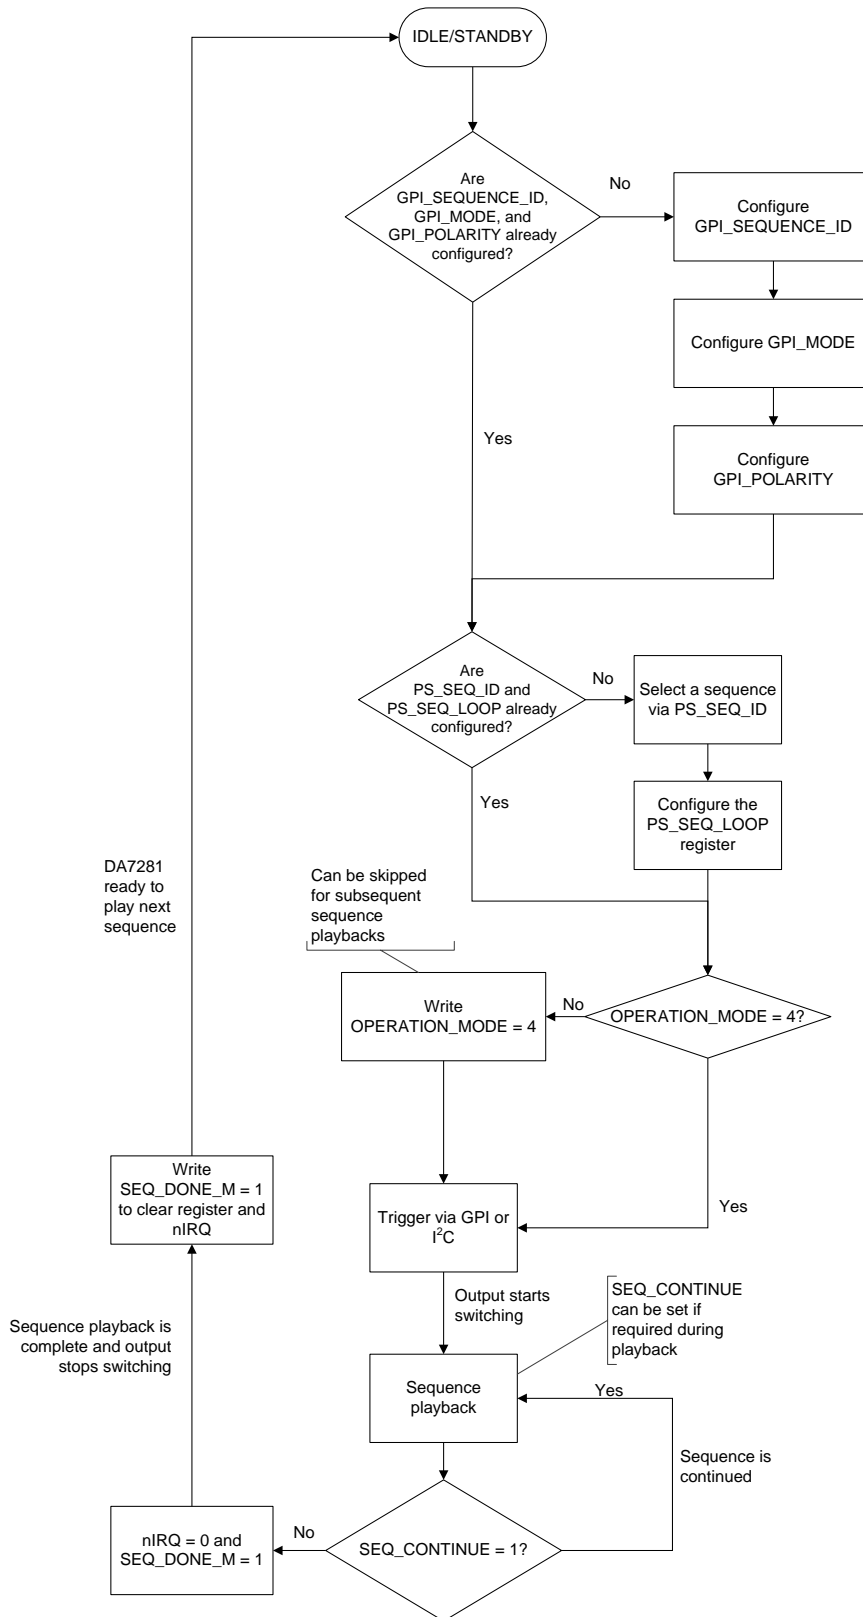 IDLE/STANDBY
Are
GPI_SEQUENCE_ID,
GPI_MODE, and
GPI_POLARITY already
configured?
No
Configure
GPI_SEQUENCE_ID
Configure GPI_MODE
Configure
GPI_POLARITY
Yes
Are
PS_SEQ_ID and
PS_SEQ_LOOP already
configured?
No
Select a sequence
via PS_SEQ_ID
Configure the
PS_SEQ_LOOP
register
Yes
DA7281
ready to
play next
sequence
Can be skipped
for subsequent
sequence
playbacks
Write
OPERATION_MODE = 4
No
OPERATION_MODE = 4?
Yes
Write
SEQ_DONE_M = 1
to clear register and
nIRQ
Trigger via GPI or
I²C
Output starts
switching
SEQ_CONTINUE
can be set if
required during
playback
Sequence playback is
complete and output
stops switching
Sequence
playback
Yes
Sequence is
continued
nIRQ = 0 and
SEQ_DONE_M = 1
No
SEQ_CONTINUE = 1?